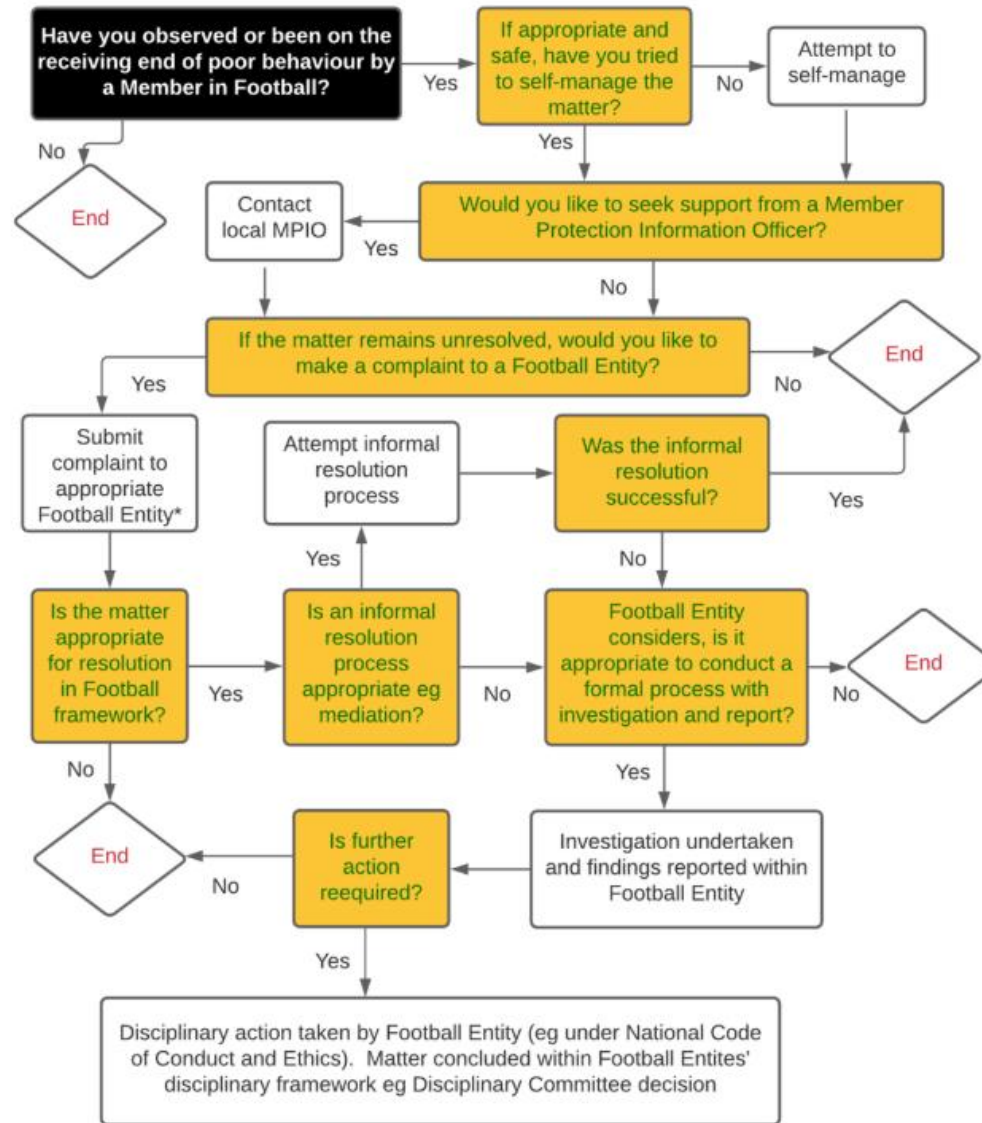 Have you observed or been on the
receiving end of poor behaviour by
a Member in Football?
Yes
If appropriate and
safe, have you tried
to self-manage the
matter?
No
Attempt to
self-manage
No
End
Yes
Contact
local MPIO
Yes
Would you like to seek support from a Member
Protection Information Officer?
No
If the matter remains unresolved, would you like to
make a complaint to a Football Entity?
No
End
Yes
Submit
complaint to
appropriate
Football Entity*
Attempt informal
resolution
process
Was the informal
resolution
successful?
Yes
Yes
No
Is the matter
appropriate
for resolution
in Football
framework?
Yes
Is an informal
resolution
process
appropriate eg
mediation?
No
Football Entity
considers, is it
appropriate to conduct a
formal process with
investigation and report?
No
End
No
Yes
End
No
Is further
action
reequired?
Investigation undertaken
and findings reported within
Football Entity
Yes
Disciplinary action taken by Football Entity (eg under National Code
of Conduct and Ethics).  Matter concluded within Football Entites'
disciplinary framework eg Disciplinary Committee decision